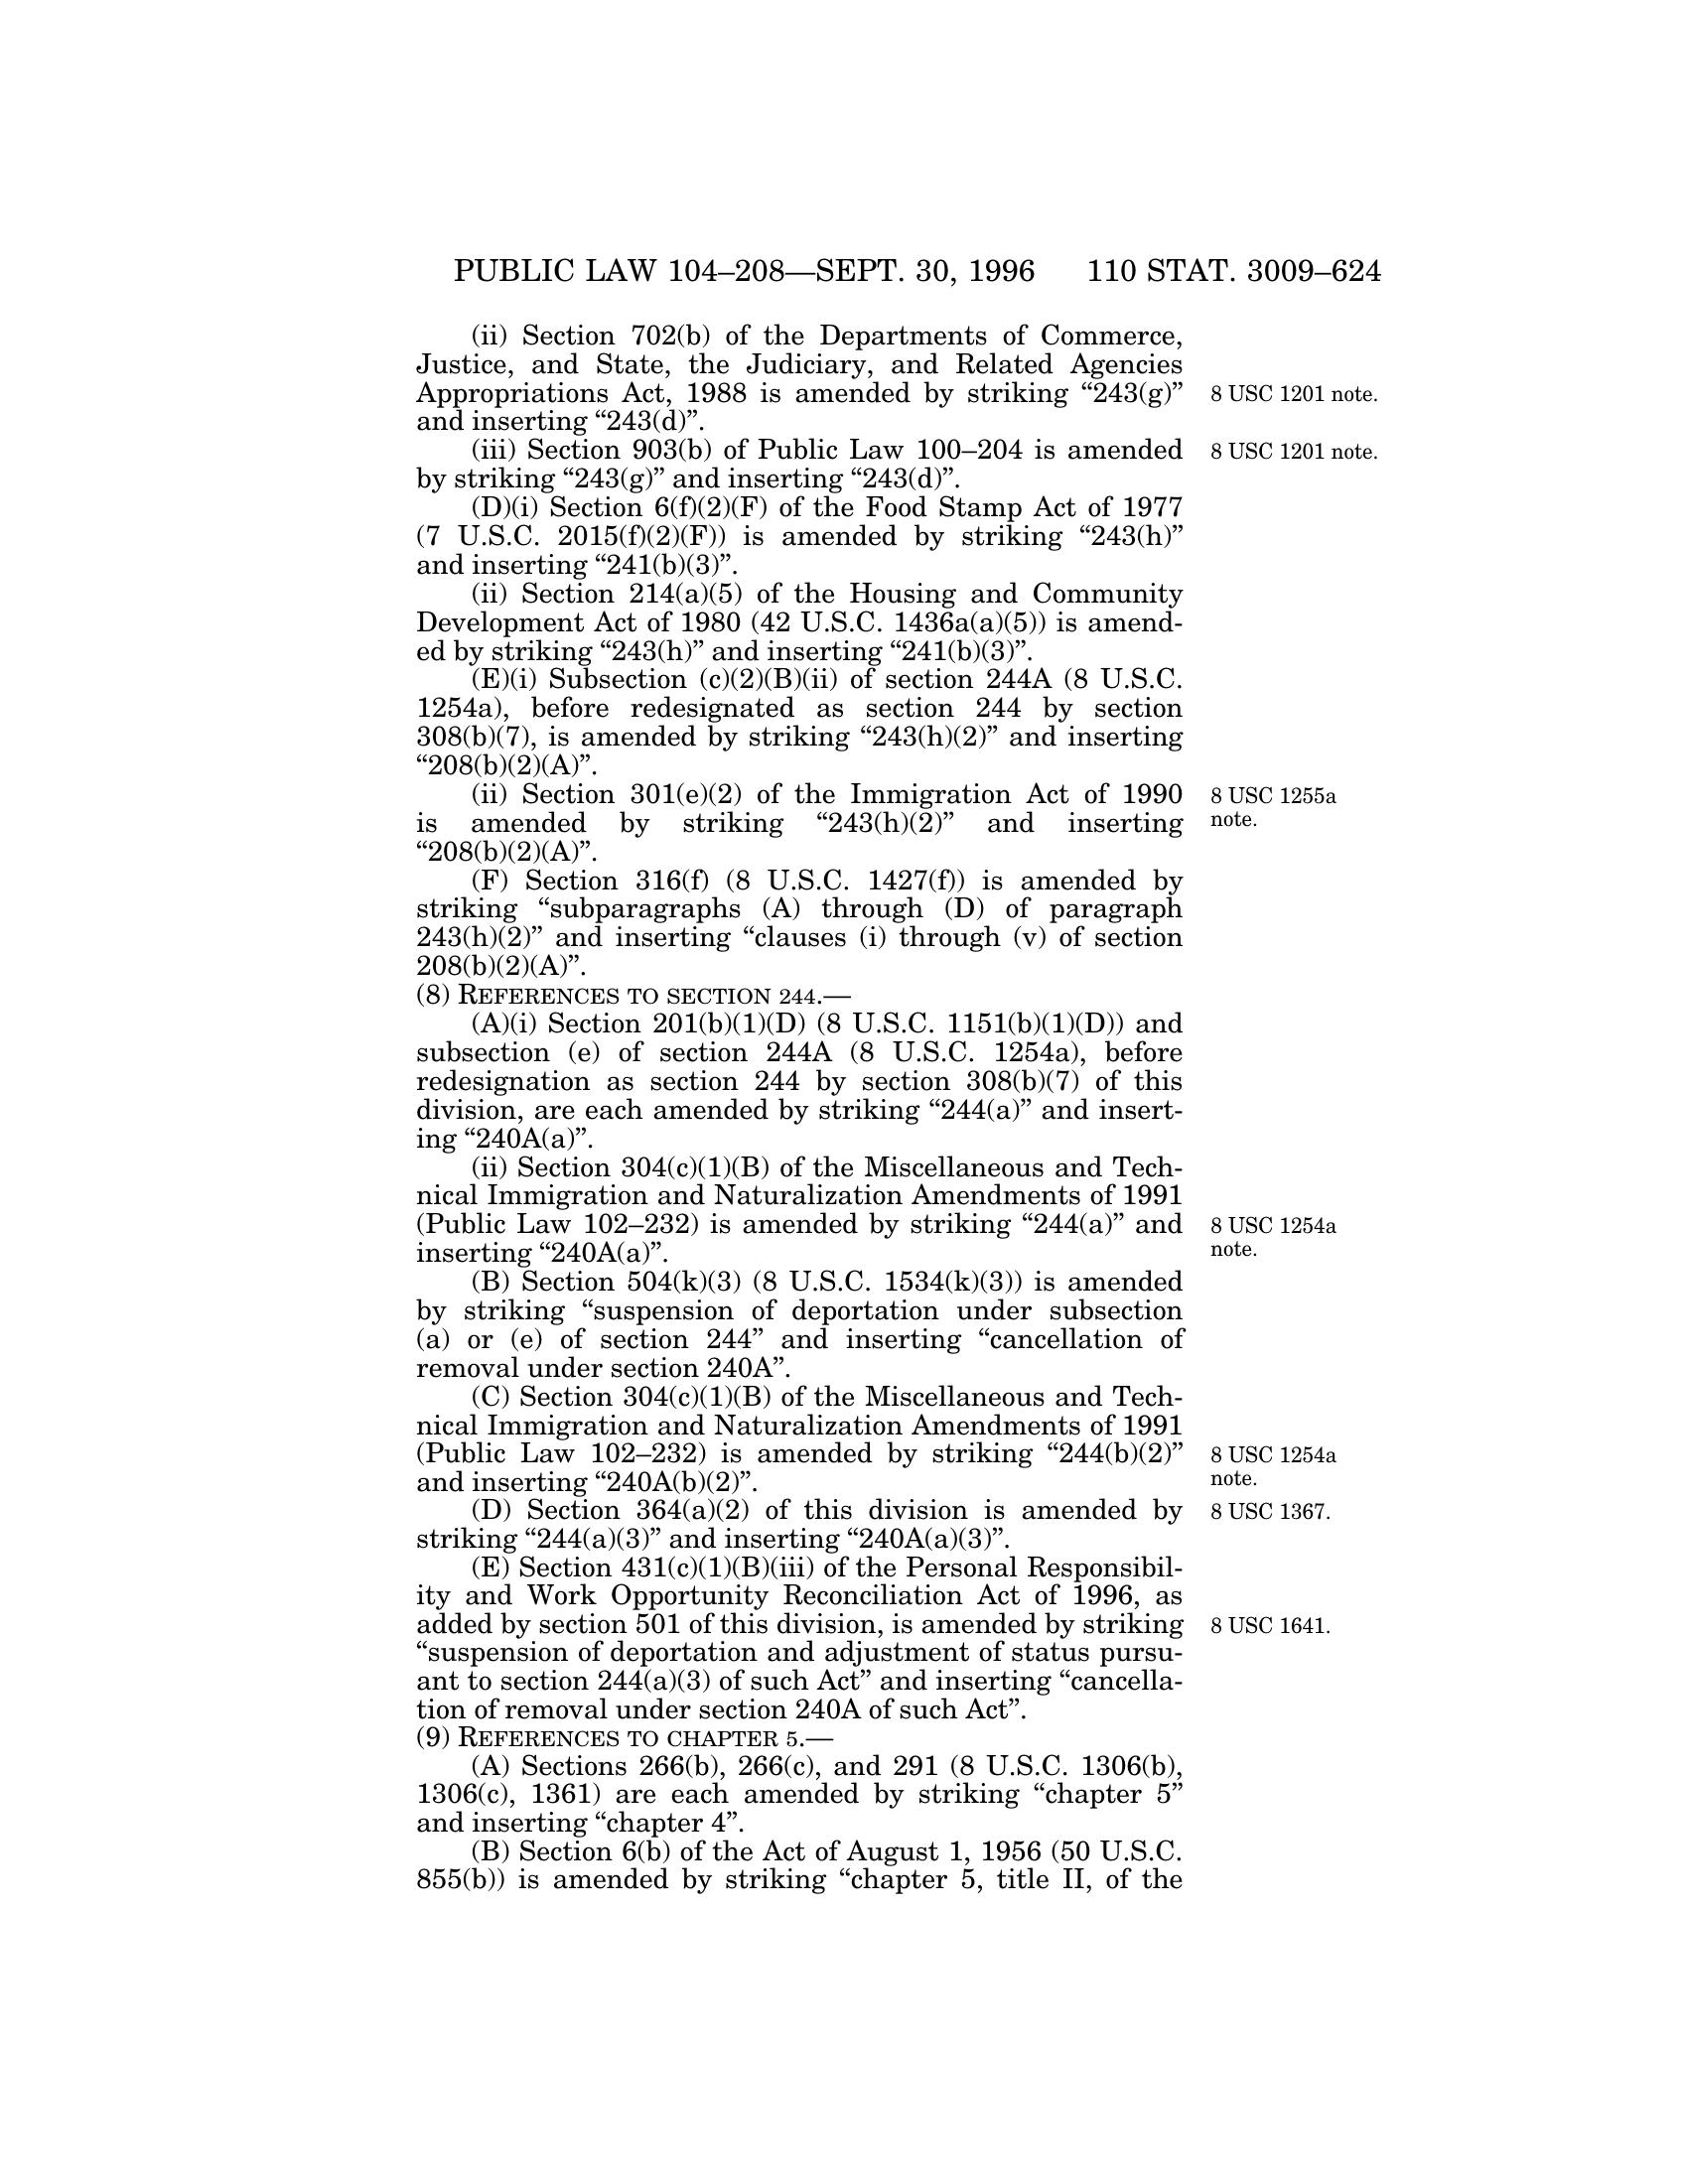 PUBLIC LAW 104–208—SEPT. 30, 1996 110 STAT. 3009–624
(ii) Section 702(b) of the Departments of Commerce,
Justice, and State, the Judiciary, and Related Agencies
Appropriations Act, 1988 is amended by striking “243(g)”
8 USC 1201 note.
and inserting “243(d)”.
(iii) Section 903(b) of Public Law 100–204 is amended
8 USC 1201 note.
by striking “243(g)” and inserting “243(d)”.
(D)(i) Section 6(f)(2)(F) of the Food Stamp Act of 1977
(7 U.S.C. 2015(f)(2)(F)) is amended by striking “243(h)”
and inserting “241(b)(3)”.
(ii) Section 214(a)(5) of the Housing and Community
Development Act of 1980 (42 U.S.C. 1436a(a)(5)) is amend-
ed by striking “243(h)” and inserting “241(b)(3)”.
(E)(i) Subsection (c)(2)(B)(ii) of section 244A (8 U.S.C.
1254a), before redesignated as section 244 by section
308(b)(7), is amended by striking “243(h)(2)” and inserting
“208(b)(2)(A)”.
(ii) Section 301(e)(2) of the Immigration Act of 1990
8 USC 1255a
note.
is amended by striking “243(h)(2)” and inserting
“208(b)(2)(A)”.
(F) Section 316(f) (8 U.S.C. 1427(f)) is amended by
striking “subparagraphs (A) through (D) of paragraph
243(h)(2)” and inserting “clauses (i) through (v) of section
208(b)(2)(A)”.
(8) REFERENCES TO SECTION 244.—
(A)(i) Section 201(b)(1)(D) (8 U.S.C. 1151(b)(1)(D)) and
subsection (e) of section 244A (8 U.S.C. 1254a), before
redesignation as section 244 by section 308(b)(7) of this
division, are each amended by striking “244(a)” and insert-
ing “240A(a)”.
(ii) Section 304(c)(1)(B) of the Miscellaneous and Tech-
nical Immigration and Naturalization Amendments of 1991
(Public Law 102–232) is amended by striking “244(a)” and
8 USC 1254a
note.
inserting “240A(a)”.
(B) Section 504(k)(3) (8 U.S.C. 1534(k)(3)) is amended
by striking “suspension of deportation under subsection
(a) or (e) of section 244” and inserting “cancellation of
removal under section 240A”.
(C) Section 304(c)(1)(B) of the Miscellaneous and Tech-
nical Immigration and Naturalization Amendments of 1991
(Public Law 102–232) is amended by striking “244(b)(2)”
8 USC 1254a
note.
and inserting “240A(b)(2)”.
(D) Section 364(a)(2) of this division is amended by
8 USC 1367.
striking “244(a)(3)” and inserting “240A(a)(3)”.
(E) Section 431(c)(1)(B)(iii) of the Personal Responsibil-
ity and Work Opportunity Reconciliation Act of 1996, as
added by section 501 of this division, is amended by striking
8 USC 1641.
“suspension of deportation and adjustment of status pursu-
ant to section 244(a)(3) of such Act” and inserting “cancella-
tion of removal under section 240A of such Act”.
(9) REFERENCES TO CHAPTER 5.—
(A) Sections 266(b), 266(c), and 291 (8 U.S.C. 1306(b),
1306(c), 1361) are each amended by striking “chapter 5”
and inserting “chapter 4”.
(B) Section 6(b) of the Act of August 1, 1956 (50 U.S.C.
855(b)) is amended by striking “chapter 5, title II, of the